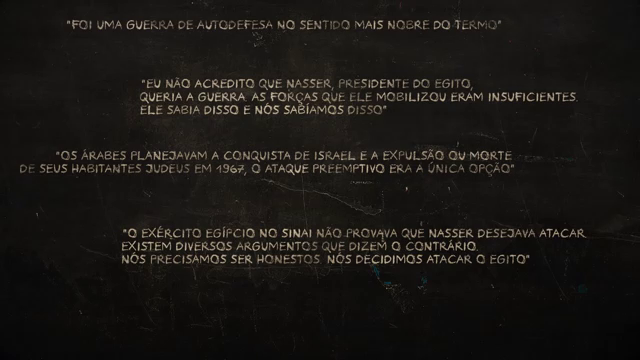 "FOI UMA GUERRA DE AUTODEFESA NO SENTIDO MAIS NOBRE DO TERMO"
"EU NÃO ACREDITO QUE NASSER, PRESIDENTE DO EGITO,
QUERIA A GUERRA. AS FORÇAS QUE ELE MOBILIZOU ERAM INSUFICIENTES.
ELE SABIA DISSO E NÓS SABÍAMOS DISSO"
"OS ÁRABES PLANEJAVAM A CONQUISTA DE ISRAEL E A EXPULSÃO OU MORTE
DE SEUS HABITANTES JUDEUS EM 1967, O ATAQUE PREEMPTIVO ERA A ÚNICA OPÇÃO"
"O EXÉRCITO EGÍPCIO NO SINAI NÃO PROVAVA QUE NASSER DESEJAVA ATACAR.
EXISTEM DIVERSOS ARGUMENTOS QUE DIZEM O CONTRÁRIO.
NÓS PRECISAMOS SER HONESTOS. NÓS DECIDIMOS ATACAR O EGITO"